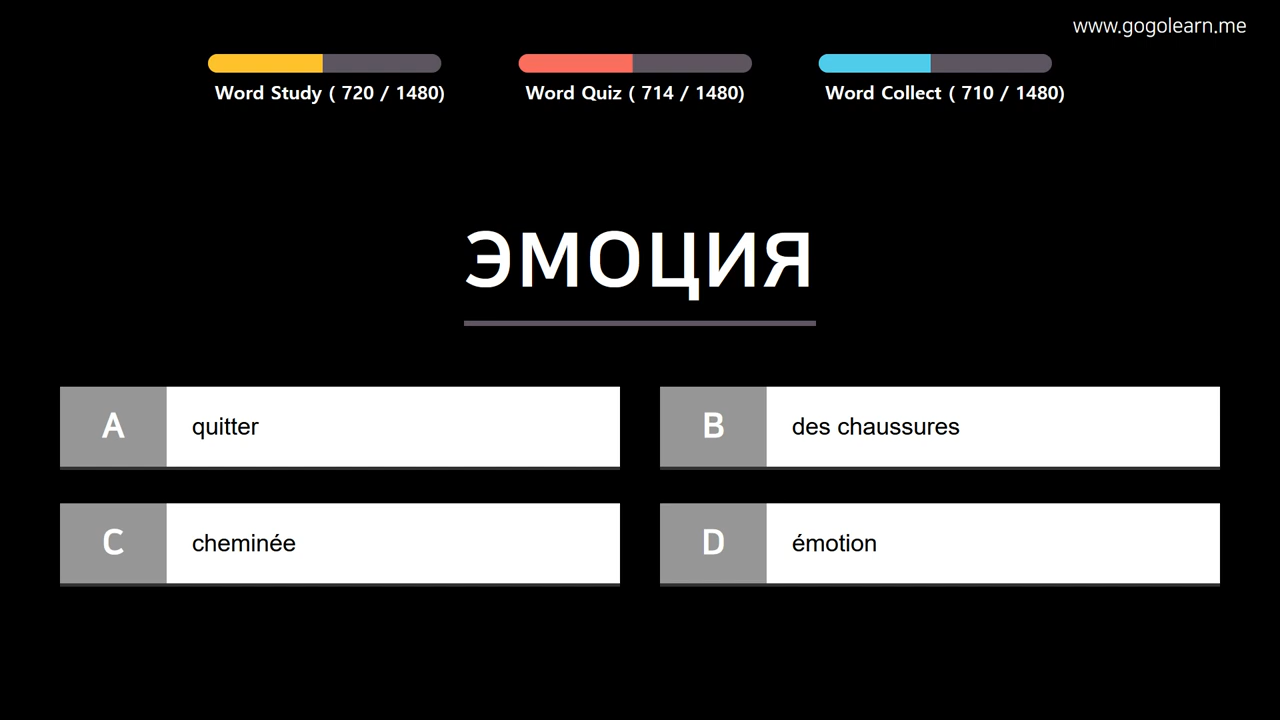 www.gogolearn.me
Word Study ( 720 / 1480)
Word Quiz ( 714 / 1480)
Word Collect ( 710 / 1480)
ЭМОЦИЯ
A quitter
B des chaussures
C cheminée
D émotion